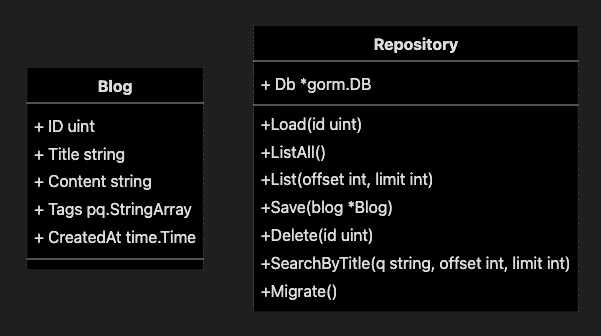 Blog
+ ID uint
+ Title string
+ Content string
+ Tags pq.StringArray
+ CreatedAt time.Time
Repository
+ Db *gorm.DB
+Load(id uint)
+ListAll()
+List(offset int, limit int)
+Save(blog *Blog)
+Delete(id uint)
+SearchByTitle(q string, offset int, limit int)
+Migrate()